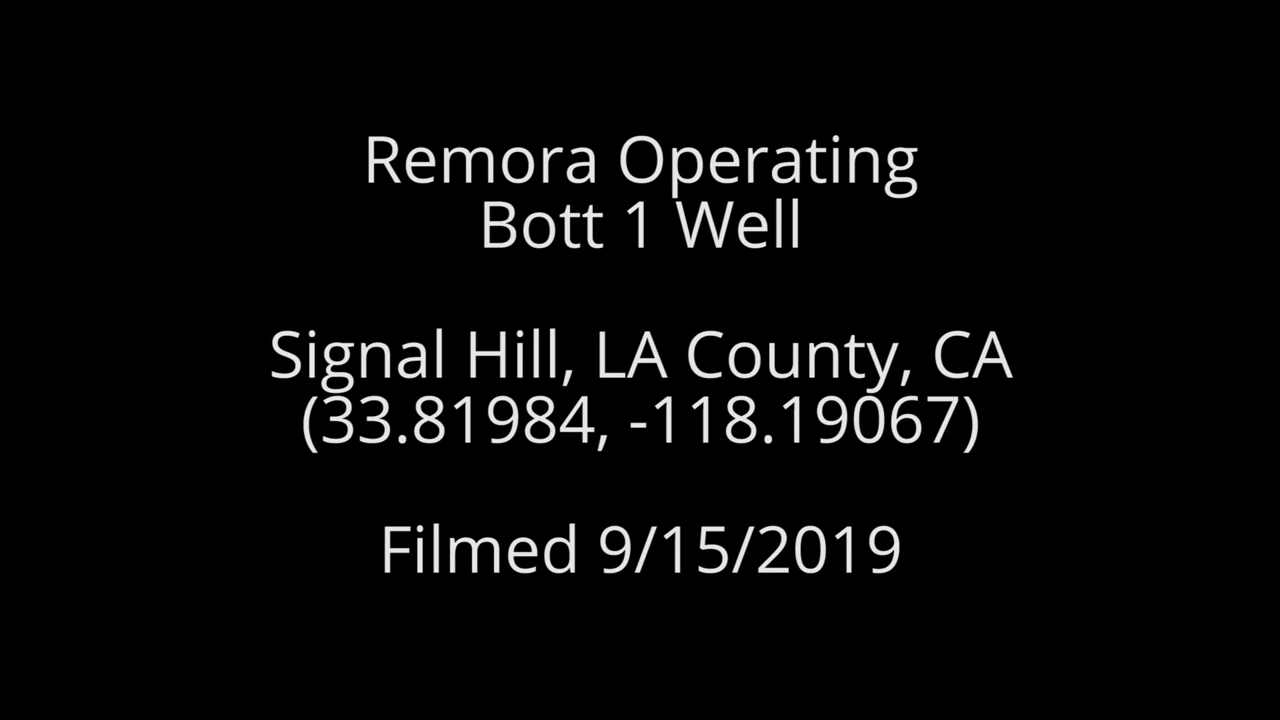 Remora Operating
Bott 1 Well
Signal Hill, LA County, CA
(33.81984, -118.19067)
Filmed 9/15/2019